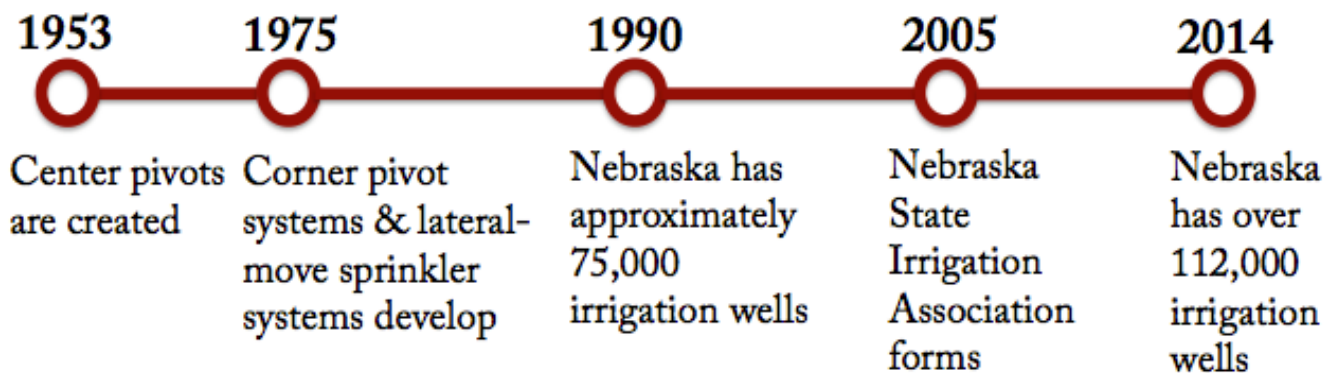 1953
Center pivots
are created
1975
Corner pivot
systems & lateral-
move sprinkler
systems develop
1990
Nebraska has
approximately
75,000
irrigation wells
2005
Nebraska
State
Irrigation
Association
forms
2014
Nebraska
has over
112,000
irrigation
wells